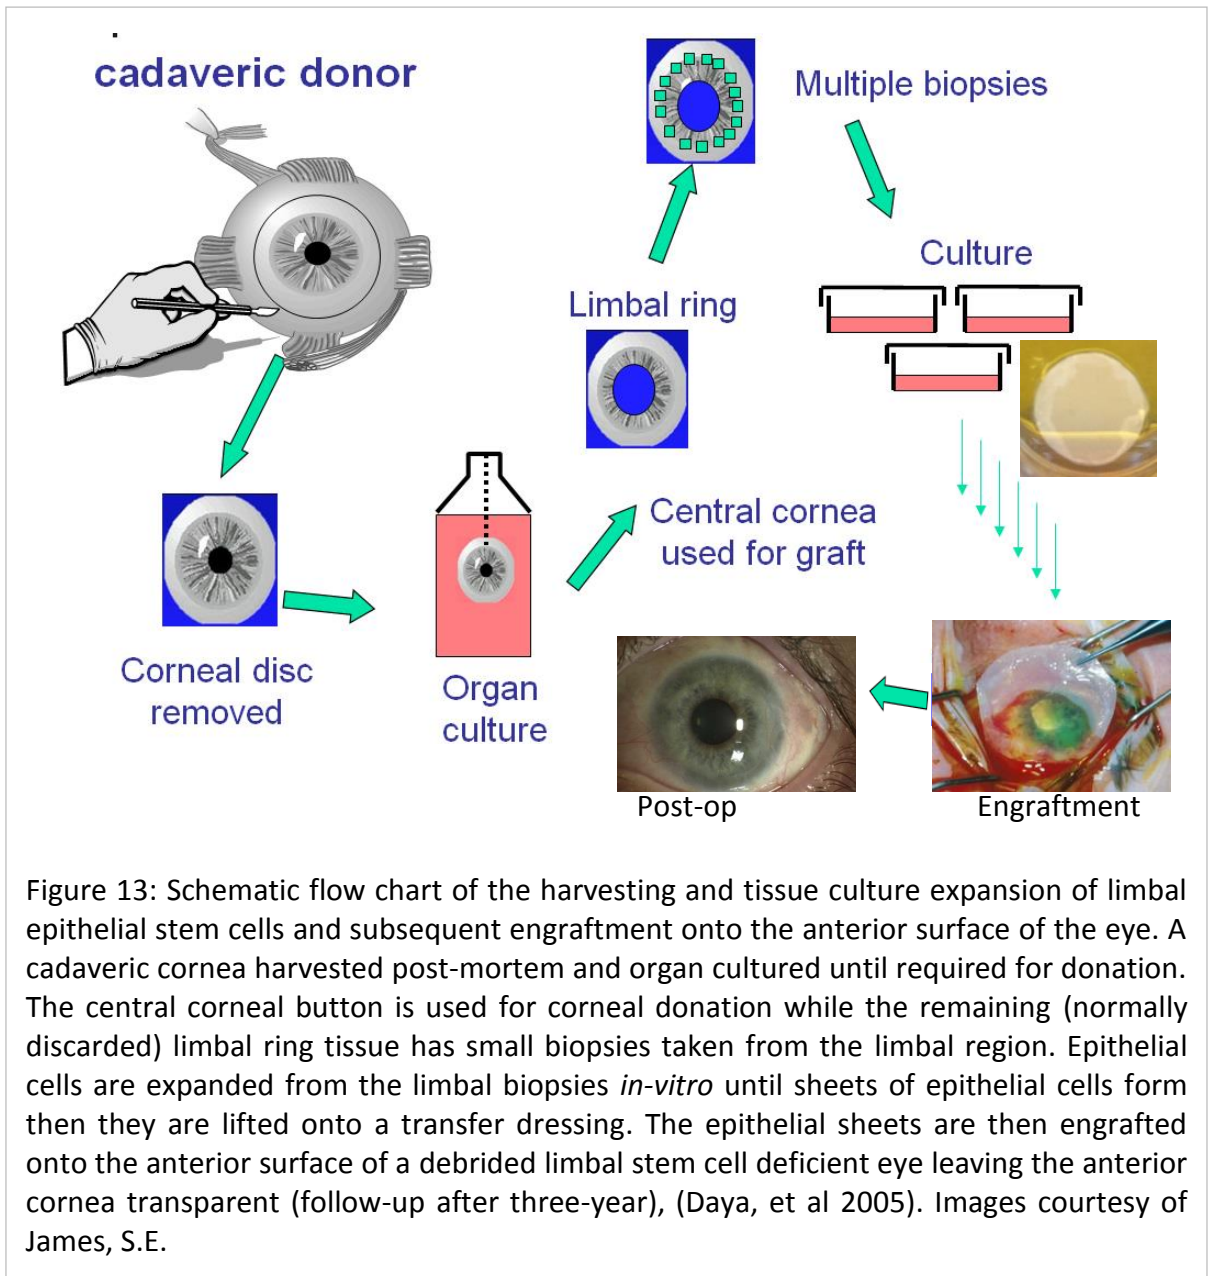 cadaveric donor
Multiple biopsies
Culture
Limbal ring
Central cornea
used for graft
Corneal disc
removed
Organ
culture
Post-op
Engraftment
Figure 13: Schematic flow chart of the harvesting and tissue culture expansion of limbal
epithelial stem cells and subsequent engraftment onto the anterior surface of the eye. A
cadaveric cornea harvested post-mortem and organ cultured until required for donation.
The central corneal button is used for corneal donation while the remaining (normally
discarded) limbal ring tissue has small biopsies taken from the limbal region. Epithelial
cells are expanded from the limbal biopsies in-vitro until sheets of epithelial cells form
then they are lifted onto a transfer dressing. The epithelial sheets are then engrafted
onto the anterior surface of a debrided limbal stem cell deficient eye leaving the anterior
cornea transparent (follow-up after three-year), (Daya, et al 2005). Images courtesy of
James, S.E.